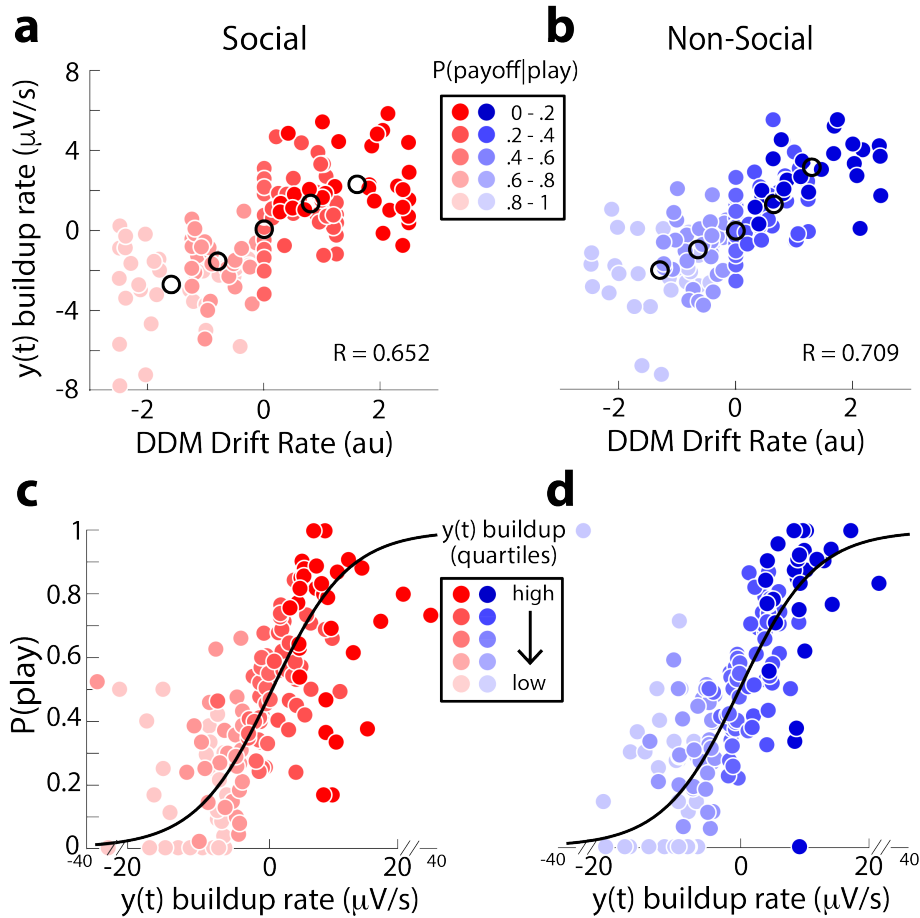 a
Social
b
Non-Social
P(payoff|play)
0 - .2
.2 - .4
.4 - .6
.6 - .8
.8 - 1
y(t) buildup rate (μV/s)
8
4
0
-4
-8
R = 0.652
R = 0.709
-2
0
2
-2
0
2
DDM Drift Rate (au)
DDM Drift Rate (au)
c
d
y(t) buildup
(quartiles)
high
low
P(play)
1
0.8
0.6
0.4
0.2
0
-40
-20
0
20
40
-40
-20
0
20
40
y(t) buildup rate (μV/s)
y(t) buildup rate (μV/s)